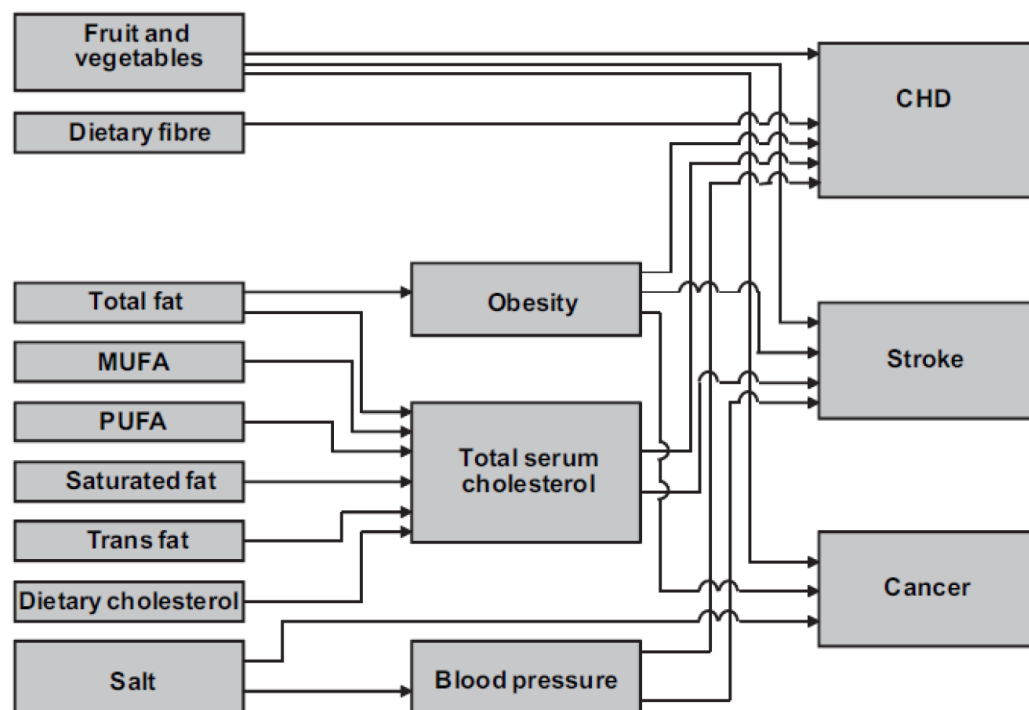 Fruit and
vegetables
CHD
Dietary fibre
Total fat
Obesity
MUFA
Stroke
PUFA
Total serum
cholesterol
Saturated fat
Trans fat
Dietary cholesterol
Cancer
Salt
Blood pressure